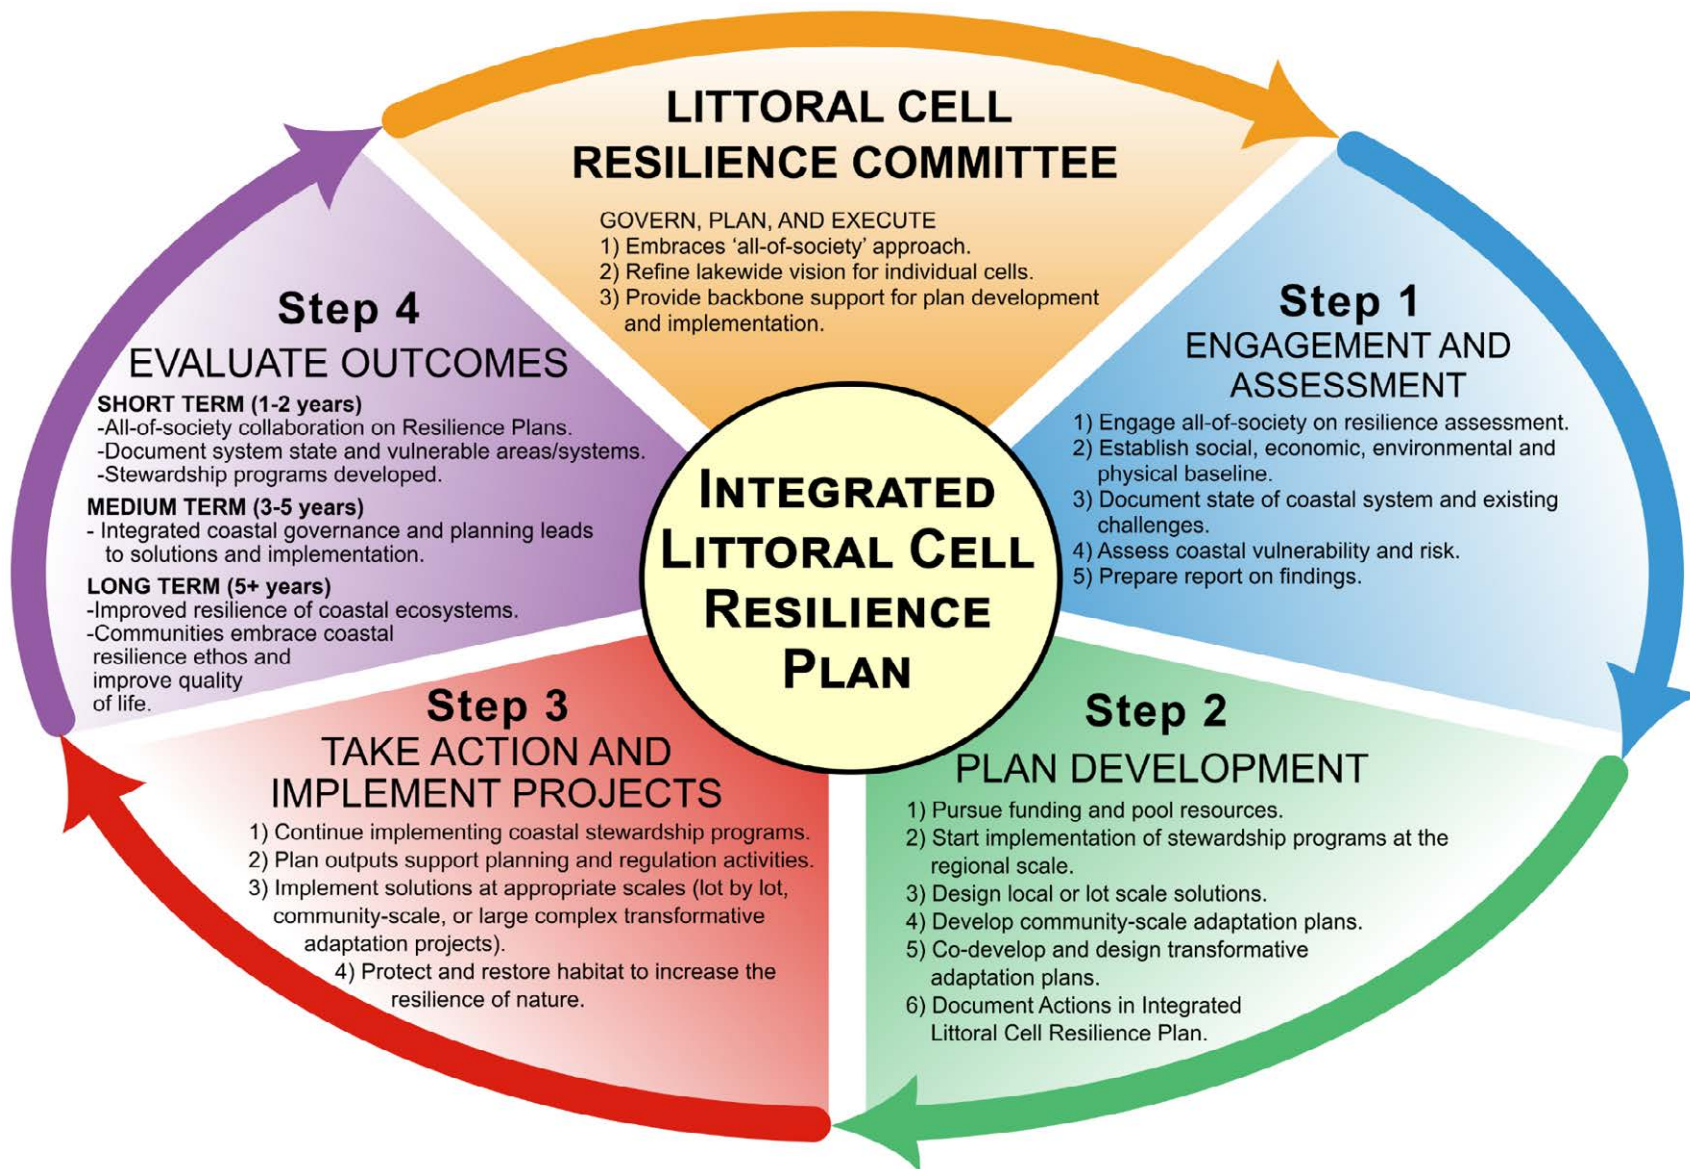 LITTORAL CELL
RESILIENCE COMMITTEE
GOVERN, PLAN, AND EXECUTE
1) Embraces ‘all-of-society’ approach.
2) Refine lakewide vision for individual cells.
3) Provide backbone support for plan development
and implementation.
Step 1
ENGAGEMENT AND
ASSESSMENT
1) Engage all-of-society on resilience assessment.
2) Establish social, economic, environmental and
physical baseline.
3) Document state of coastal system and existing
challenges.
4) Assess coastal vulnerability and risk.
5) Prepare report on findings.
Step 2
PLAN DEVELOPMENT
1) Pursue funding and pool resources.
2) Start implementation of stewardship programs at the
regional scale.
3) Design local or lot scale solutions.
4) Develop community-scale adaptation plans.
5) Co-develop and design transformative
adaptation plans.
6) Document Actions in Integrated
Littoral Cell Resilience Plan.
Step 3
TAKE ACTION AND
IMPLEMENT PROJECTS
1) Continue implementing coastal stewardship programs.
2) Plan outputs support planning and regulation activities.
3) Implement solutions at appropriate scales (lot by lot,
community-scale, or large complex transformative
adaptation projects).
4) Protect and restore habitat to increase the
resilience of nature.
Step 4
EVALUATE OUTCOMES
SHORT TERM (1-2 years)
-All-of-society collaboration on Resilience Plans.
-Document system state and vulnerable areas/systems.
-Stewardship programs developed.
MEDIUM TERM (3-5 years)
- Integrated coastal governance and planning leads
to solutions and implementation.
LONG TERM (5+ years)
-Improved resilience of coastal ecosystems.
-Communities embrace coastal
resilience ethos and
improve quality
of life.
INTEGRATED
LITTORAL CELL
RESILIENCE
PLAN